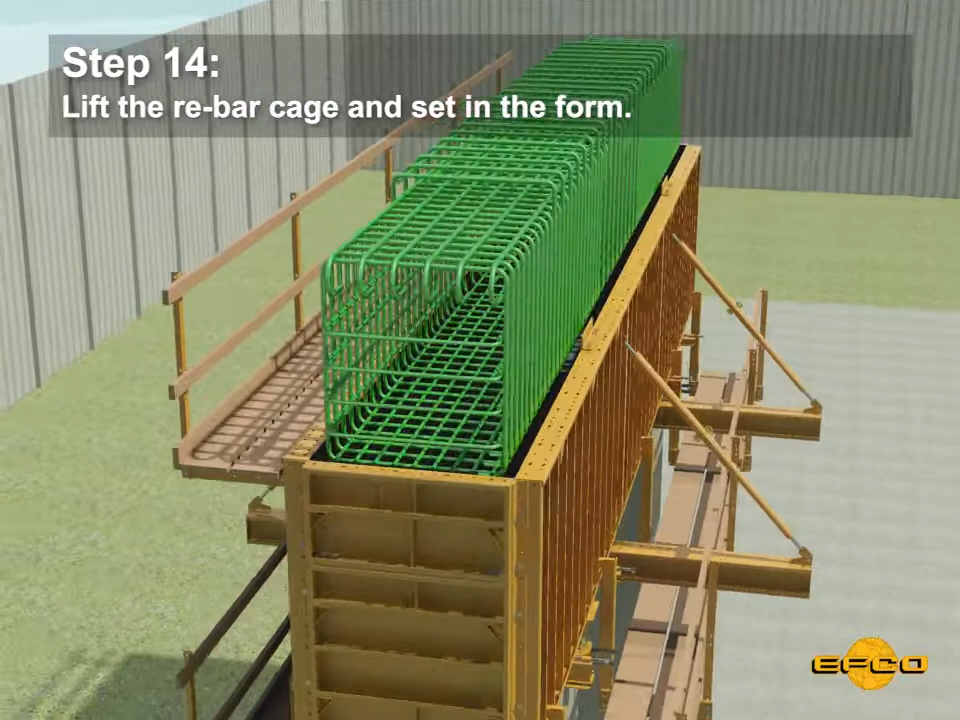 Step 14:
Lift the re-bar cage and set in the form.
EFCO